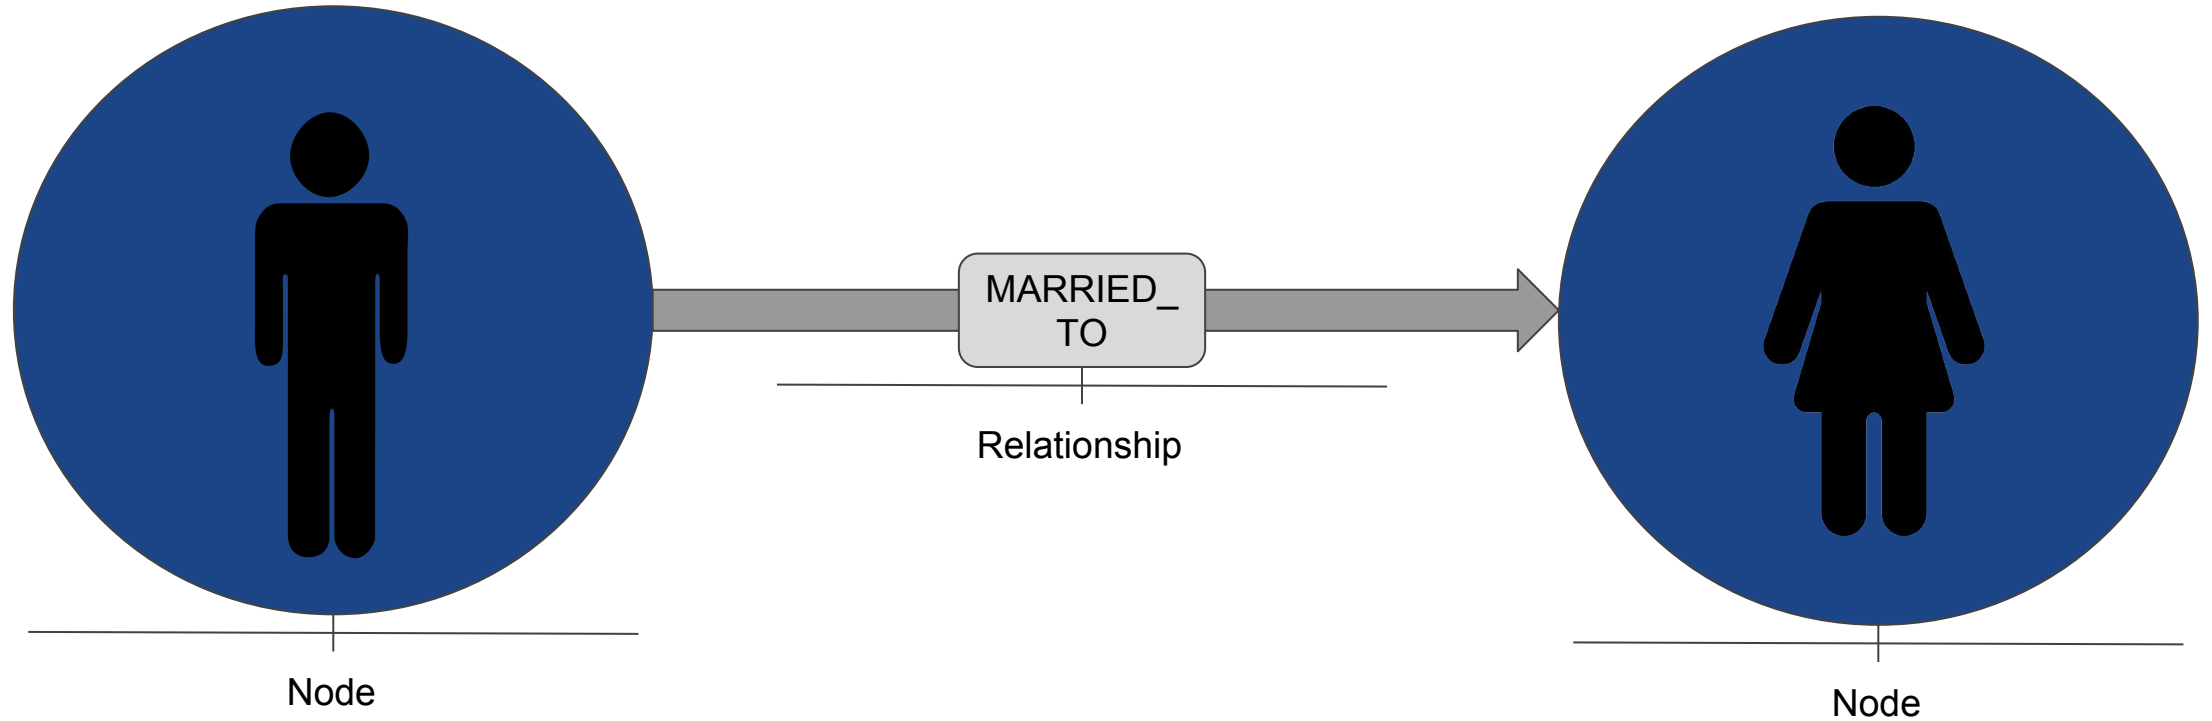 MARRIED_
TO
Relationship
Node
Node